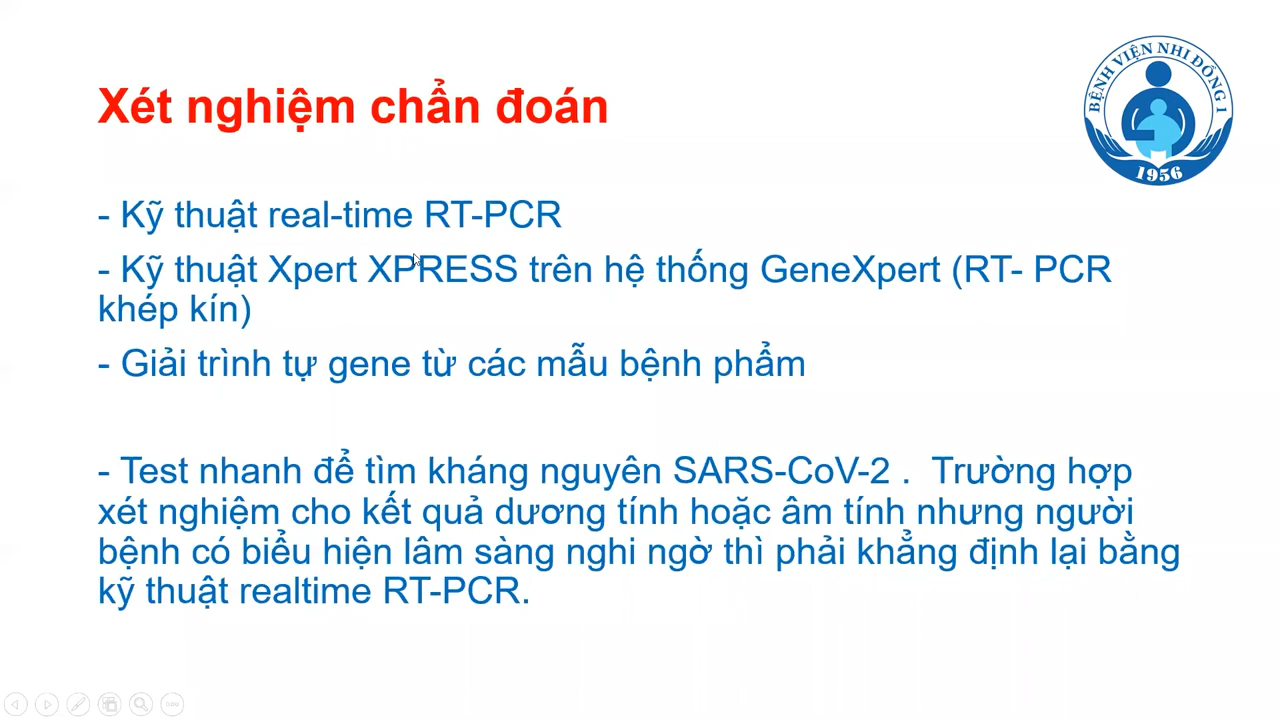 Xét nghiệm chẩn đoán
BỆNH VIỆN NHI ĐỒNG 1
1956
- Kỹ thuật real-time RT-PCR
- Kỹ thuật Xpert XPRESS trên hệ thống GeneXpert (RT- PCR
khép kín)
- Giải trình tự gene từ các mẫu bệnh phẩm
- Test nhanh để tìm kháng nguyên SARS-CoV-2 .  Trường hợp
xét nghiệm cho kết quả dương tính hoặc âm tính nhưng người
bệnh có biểu hiện lâm sàng nghi ngờ thì phải khẳng định lại bằng
kỹ thuật realtime RT-PCR.